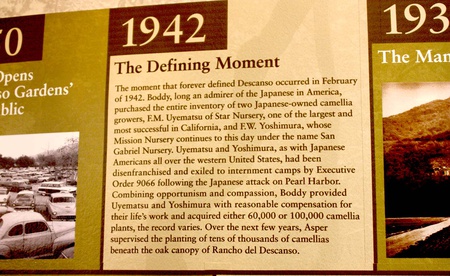 70
Opens
so Gardens'
blic
1942
The Defining Moment
The moment that forever defined Descanso occurred in February
of 1942. Boddy, long an admirer of the Japanese in America,
purchased the entire inventory of two Japanese-owned camellia
growers, F.M. Uyematsu of Star Nursery, one of the largest and
most successful in California, and F.W. Yoshimura, whose
Mission Nursery continues to this day under the name San
Gabriel Nursery. Uyematsu and Yoshimura, as with Japanese
Americans all over the western United States, had been
disenfranchised and exiled to internment camps by Executive
Order 9066 following the Japanese attack on Pearl Harbor.
Combining opportunism and compassion, Boddy provided
Uyematsu and Yoshimura with reasonable compensation for
their life's work and acquired either 60,000 or 100,000 camellia
plants, the record varies. Over the next few years, Asper
supervised the planting of tens of thousands of camellias
beneath the oak canopy of Rancho del Descanso.
193
The Man